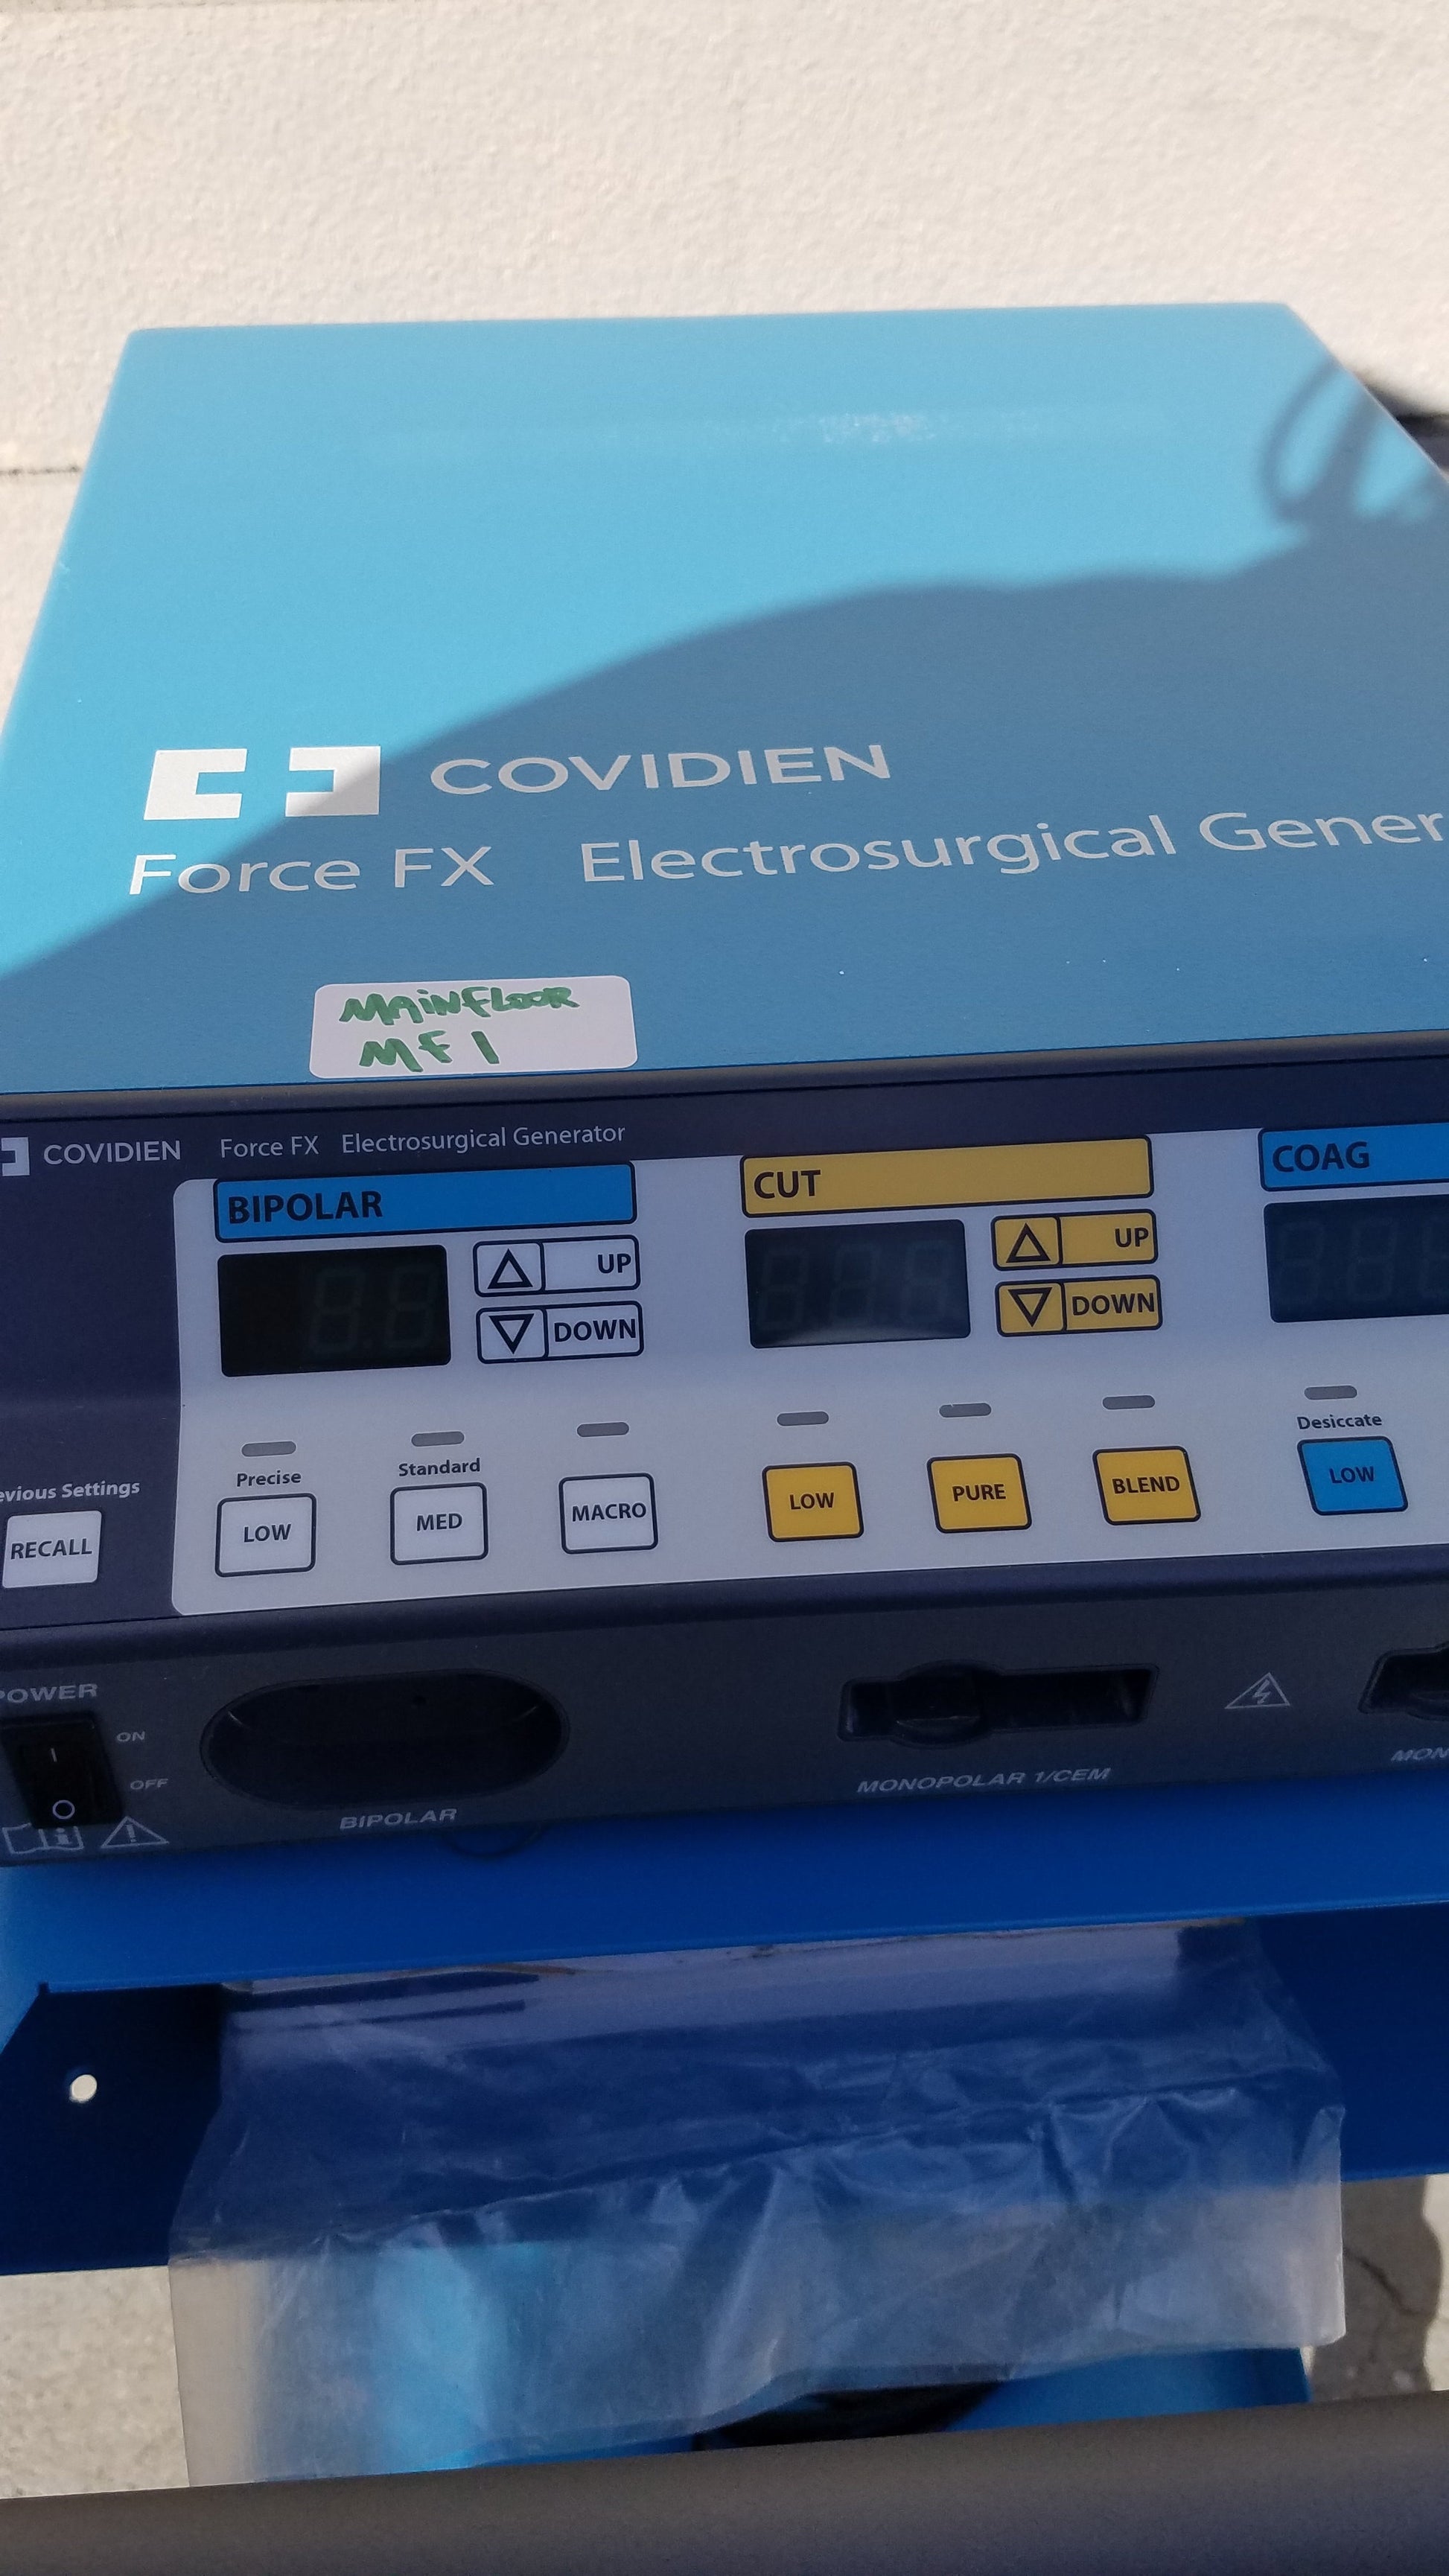 COVIDIEN
Force FX Electrosurgical Gener
MAINFLOOR
MF1
COVIDIEN Force FX Electrosurgical Generator
BIPOLAR
UP
DOWN
CUT
UP
DOWN
COAG
Precise
LOW
Standard
MED
MACRO
LOW
PURE
BLEND
Desiccate
LOW
evious Settings
RECALL
POWER
ON
OFF
BIPOLAR
MONOPOLAR 1/CEM
MON